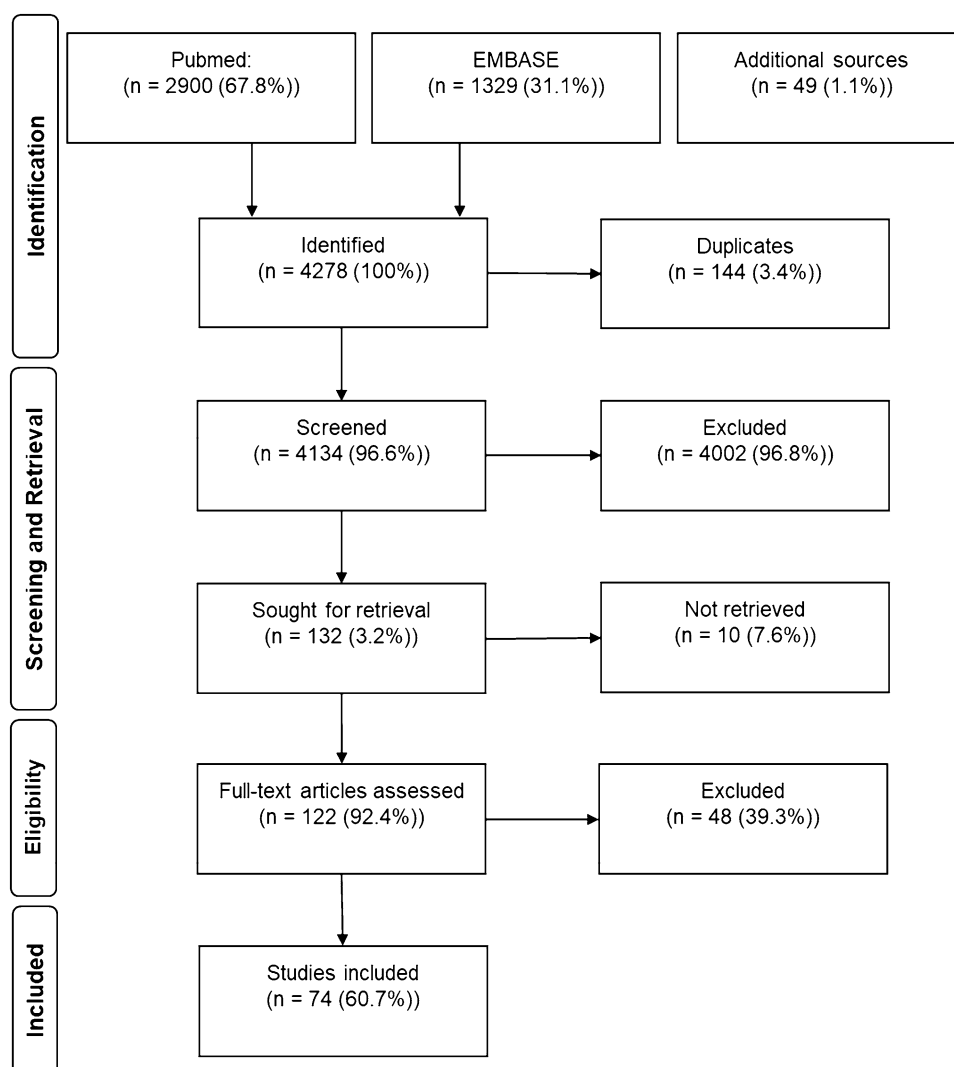 Identification
Pubmed:
(n = 2900 (67.8%))
EMBASE
(n = 1329 (31.1%))
Additional sources
(n = 49 (1.1%))
Identified
(n = 4278 (100%))
Duplicates
(n = 144 (3.4%))
Screening and Retrieval
Screened
(n = 4134 (96.6%))
Excluded
(n = 4002 (96.8%))
Sought for retrieval
(n = 132 (3.2%))
Not retrieved
(n = 10 (7.6%))
Eligibility
Full-text articles assessed
(n = 122 (92.4%))
Excluded
(n = 48 (39.3%))
Included
Studies included
(n = 74 (60.7%))